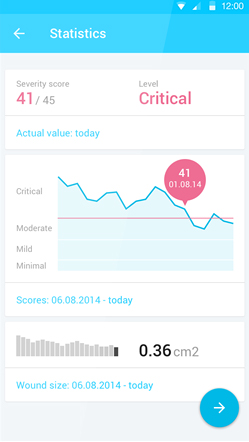 12:00
Statistics
Severity score
Level
41 / 45
Critical
Actual value: today
41
01.08.14
Critical
Moderate
Mild
Minimal
Scores: 06.08.2014 - today
0.36 cm2
Wound size: 06.08.2014 - today